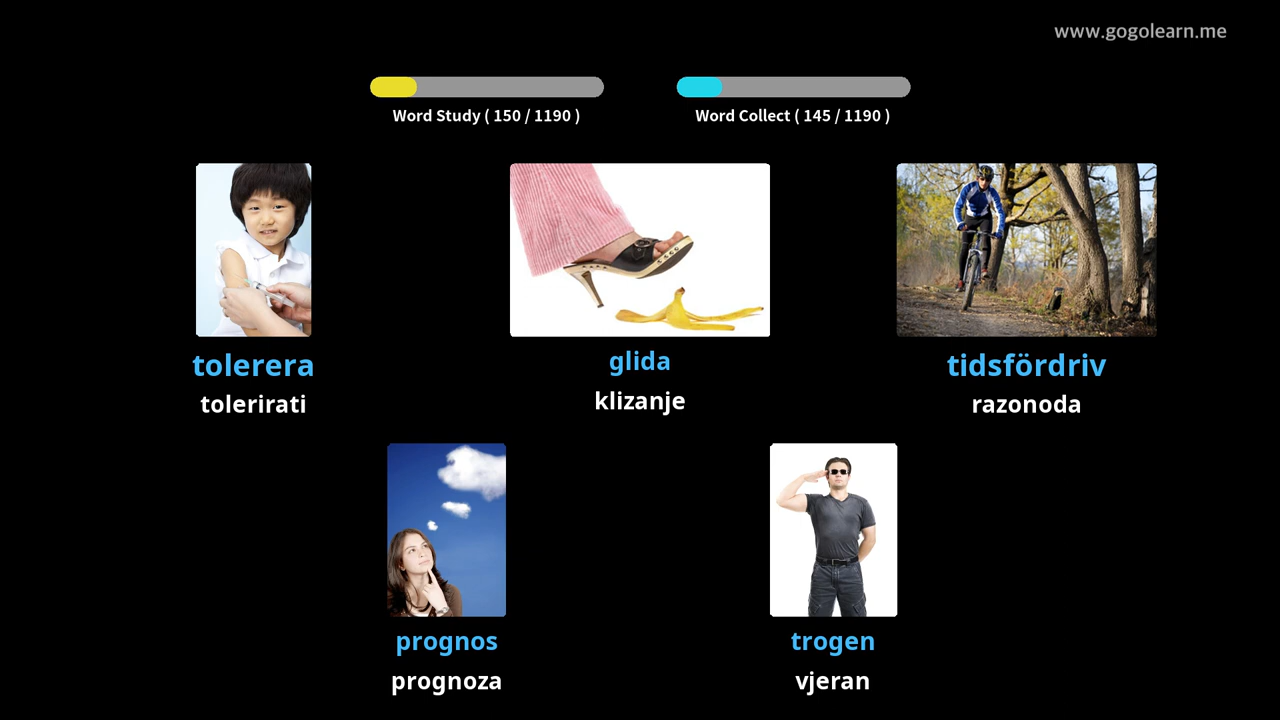 www.gogolearn.me
Word Study ( 150 / 1190 )
Word Collect ( 145 / 1190 )
tolerera
tolerirati
glida
klizanje
tidsfördriv
razonoda
prognos
prognoza
trogen
vjeran